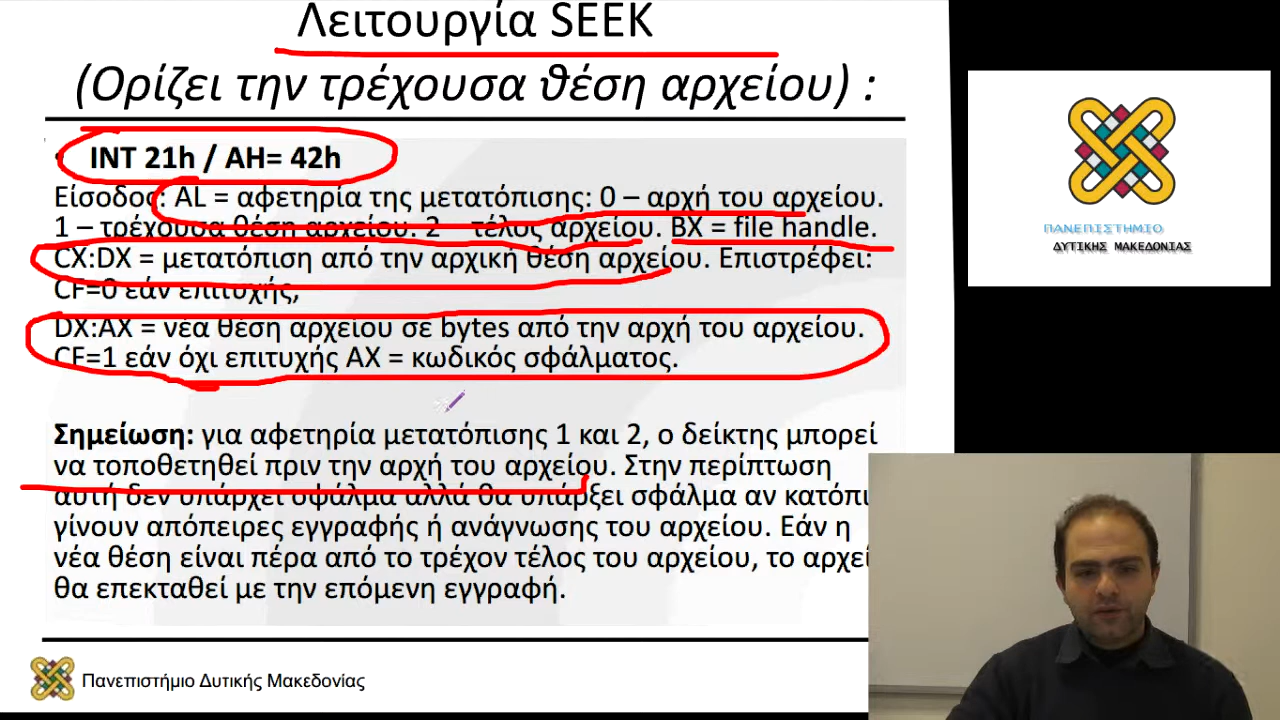 Λειτουργία SEEK
(Ορίζει την τρέχουσα θέση αρχείου) :
• INT 21h / AH= 42h
Είσοδος: AL = αφετηρία της μετατόπισης: 0 – αρχή του αρχείου.
1 – τρέχουσα θέση αρχείου. 2 – τέλος αρχείου. BX = file handle.
CX:DX = μετατόπιση από την αρχική θέση αρχείου. Επιστρέφει:
CF=0 εάν επιτυχής,
DX:AX = νέα θέση αρχείου σε bytes από την αρχή του αρχείου.
CF=1 εάν όχι επιτυχής AX = κωδικός σφάλματος.
Σημείωση: για αφετηρία μετατόπισης 1 και 2, ο δείκτης μπορεί
να τοποθετηθεί πριν την αρχή του αρχείου. Στην περίπτωση
αυτή δεν υπάρχει σφάλμα αλλά θα υπάρξει σφάλμα αν κατόπι
γίνουν απόπειρες εγγραφής ή ανάγνωσης του αρχείου. Εάν η
νέα θέση είναι πέρα από το τρέχον τέλος του αρχείου, το αρχεί
θα επεκταθεί με την επόμενη εγγραφή.
Πανεπιστήμιο Δυτικής Μακεδονίας
ΠΑΝΕΠΙΣΤΗΜΙΟ
ΔΥΤΙΚΗΣ ΜΑΚΕΔΟΝΙΑΣ